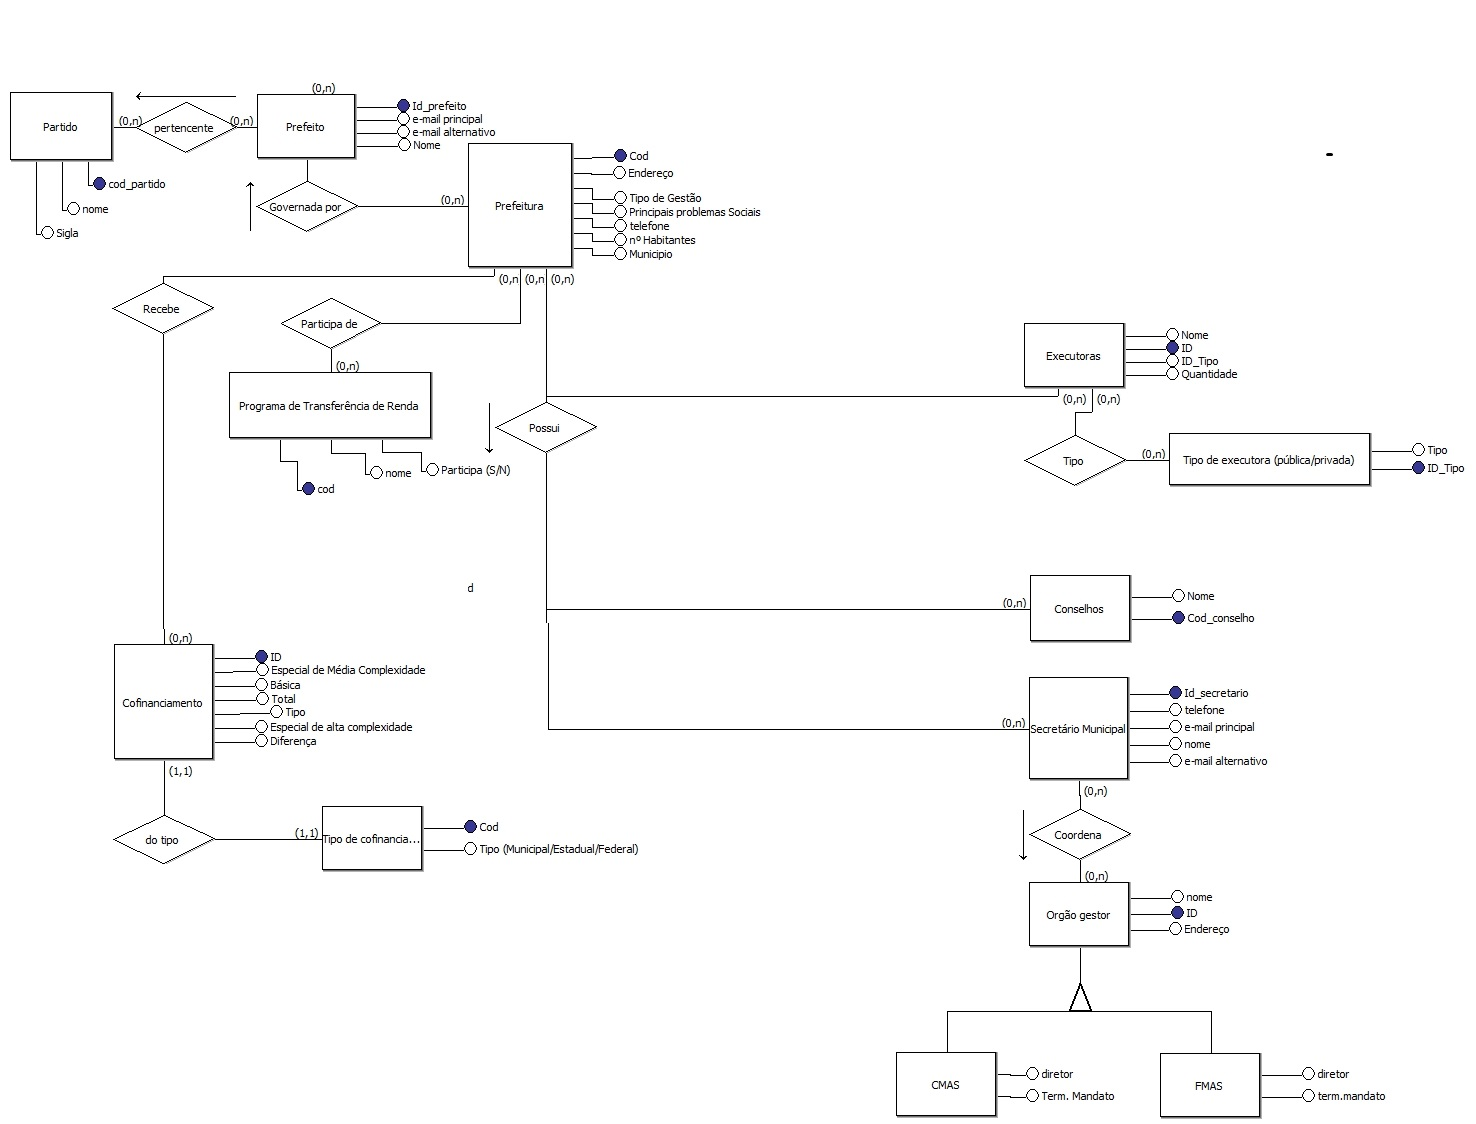 (0,n)
Partido
(0,n)
pertencente
(0,n)
Prefeito
Id_prefeito
e-mail principal
e-mail alternativo
Nome
cod_partido
nome
Sigla
Governada por
(0,n)
Prefeitura
Cod
Endereço
Tipo de Gestão
Principais problemas Sociais
telefone
nº Habitantes
Municipio
(0,n)
(0,n)
(0,n)
Recebe
Participa de
(0,n)
Programa de Transferência de Renda
cod
nome
Participa (S/N)
Possui
Executoras
Nome
ID
ID_Tipo
Quantidade
(0,n)
(0,n)
Tipo
(0,n)
Tipo de executora (pública/privada)
Tipo
ID_Tipo
d
(0,n)
Conselhos
Nome
Cod_conselho
(0,n)
Cofinanciamento
ID
Especial de Média Complexidade
Básica
Total
Tipo
Especial de alta complexidade
Diferença
(1,1)
do tipo
(1,1)
Tipo de cofinancia...
Cod
Tipo (Municipal/Estadual/Federal)
(0,n)
Secretário Municipal
Id_secretario
telefone
e-mail principal
nome
e-mail alternativo
(0,n)
Coordena
(0,n)
Orgão gestor
nome
ID
Endereço
CMAS
diretor
Term. Mandato
FMAS
diretor
term.mandato